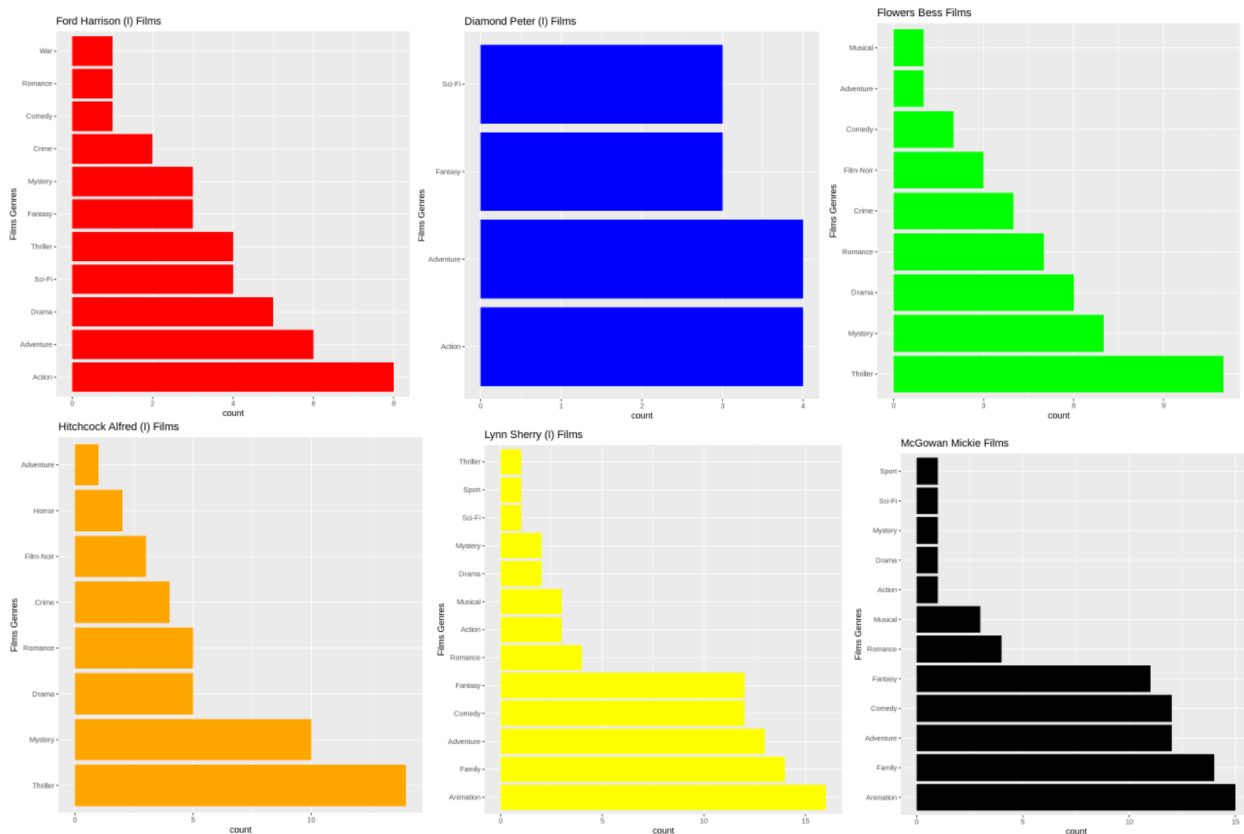 Ford Harrison (I) Films
Films Genres
War
Romance
Comedy
Crime
Mystery
Fantasy
Thriller
Sci-Fi
Drama
Adventure
Action
0 2 4 6 8
count
Diamond Peter (I) Films
Films Genres
Sci-Fi
Fantasy
Adventure
Action
0 1 2 3 4
count
Flowers Bess Films
Films Genres
Musical
Adventure
Comedy
Film-Noir
Crime
Romance
Drama
Mystery
Thriller
0 3 6 9
count
Hitchcock Alfred (I) Films
Films Genres
Adventure
Horror
Film-Noir
Crime
Romance
Drama
Mystery
Thriller
0 5 10
count
Lynn Sherry (I) Films
Films Genres
Thriller
Sport
Sci-Fi
Mystery
Drama
Musical
Action
Romance
Fantasy
Comedy
Adventure
Family
Animation
0 5 10 15
count
McGowan Mickie Films
Films Genres
Sport
Sci-Fi
Mystery
Drama
Action
Musical
Romance
Fantasy
Comedy
Adventure
Family
Animation
0 5 10 15
count